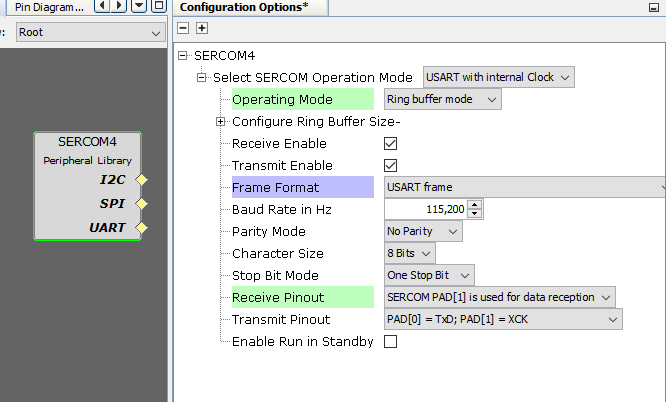 Pin Diagram...
Configuration Options*
Root
SERCOM4
Peripheral Library
I2C
SPI
UART
SERCOM4
Select SERCOM Operation Mode USART with internal Clock
Operating Mode Ring buffer mode
Configure Ring Buffer Size-
Receive Enable
Transmit Enable
Frame Format USART frame
Baud Rate in Hz 115,200
Parity Mode No Parity
Character Size 8 Bits
Stop Bit Mode One Stop Bit
Receive Pinout SERCOM PAD[1] is used for data reception
Transmit Pinout PAD[0] = TxD; PAD[1] = XCK
Enable Run in Standby